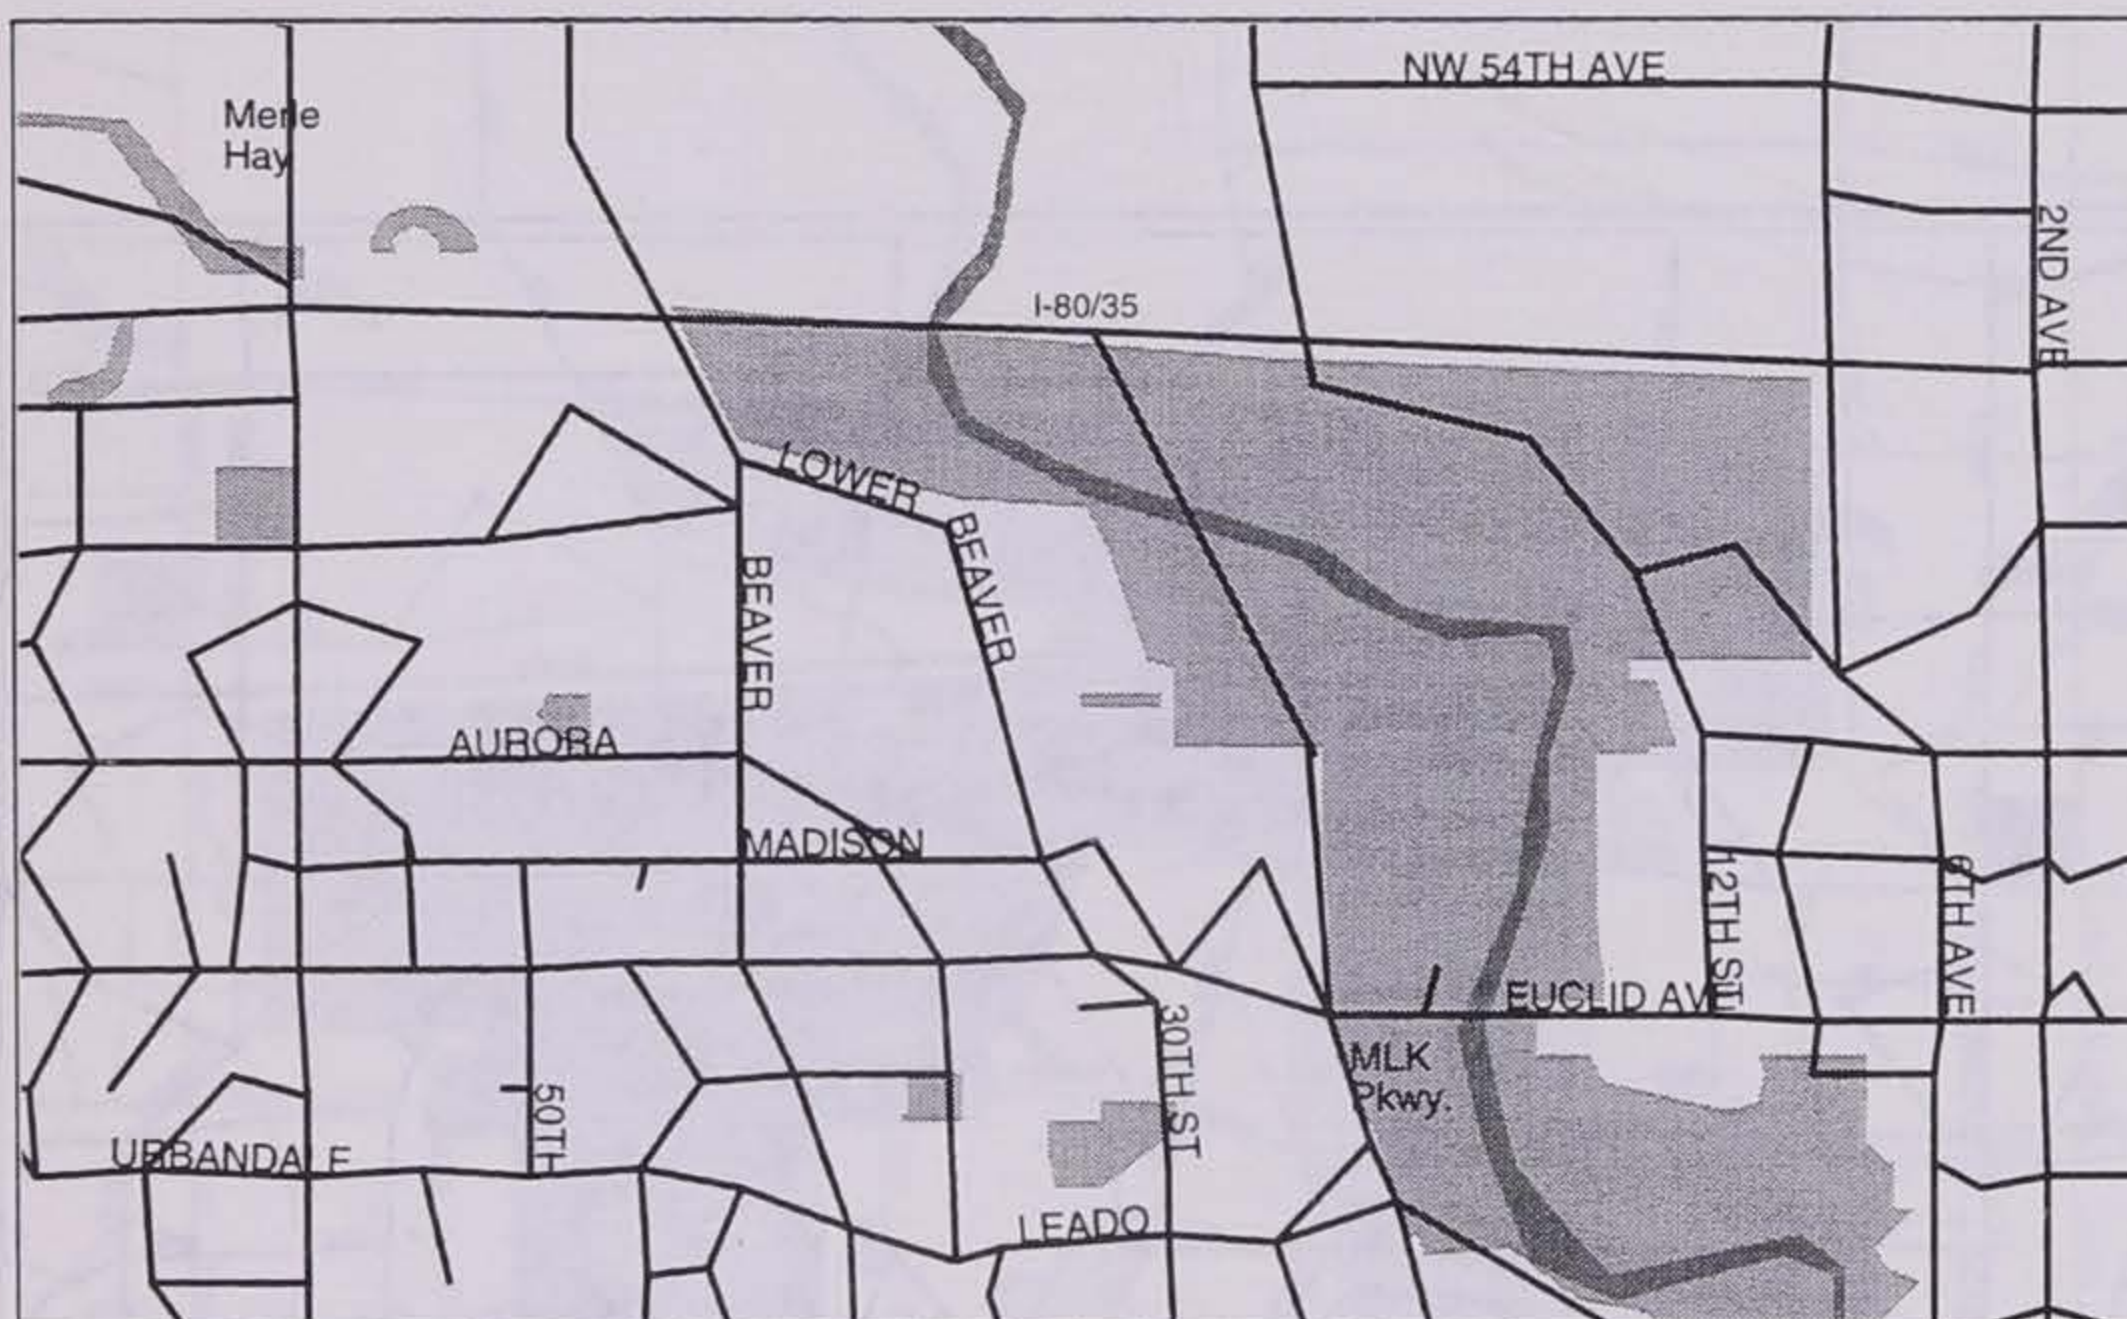 NW 54TH AVE
Merle
Hay
2ND AVE
I-80/35
LOWER
BEAVER
BEAVER
AURORA
MADISON
12TH ST.
6TH AVE
EUCLID AVE
30TH ST
MLK
Pkwy.
50TH
URBANDALE
LEADO